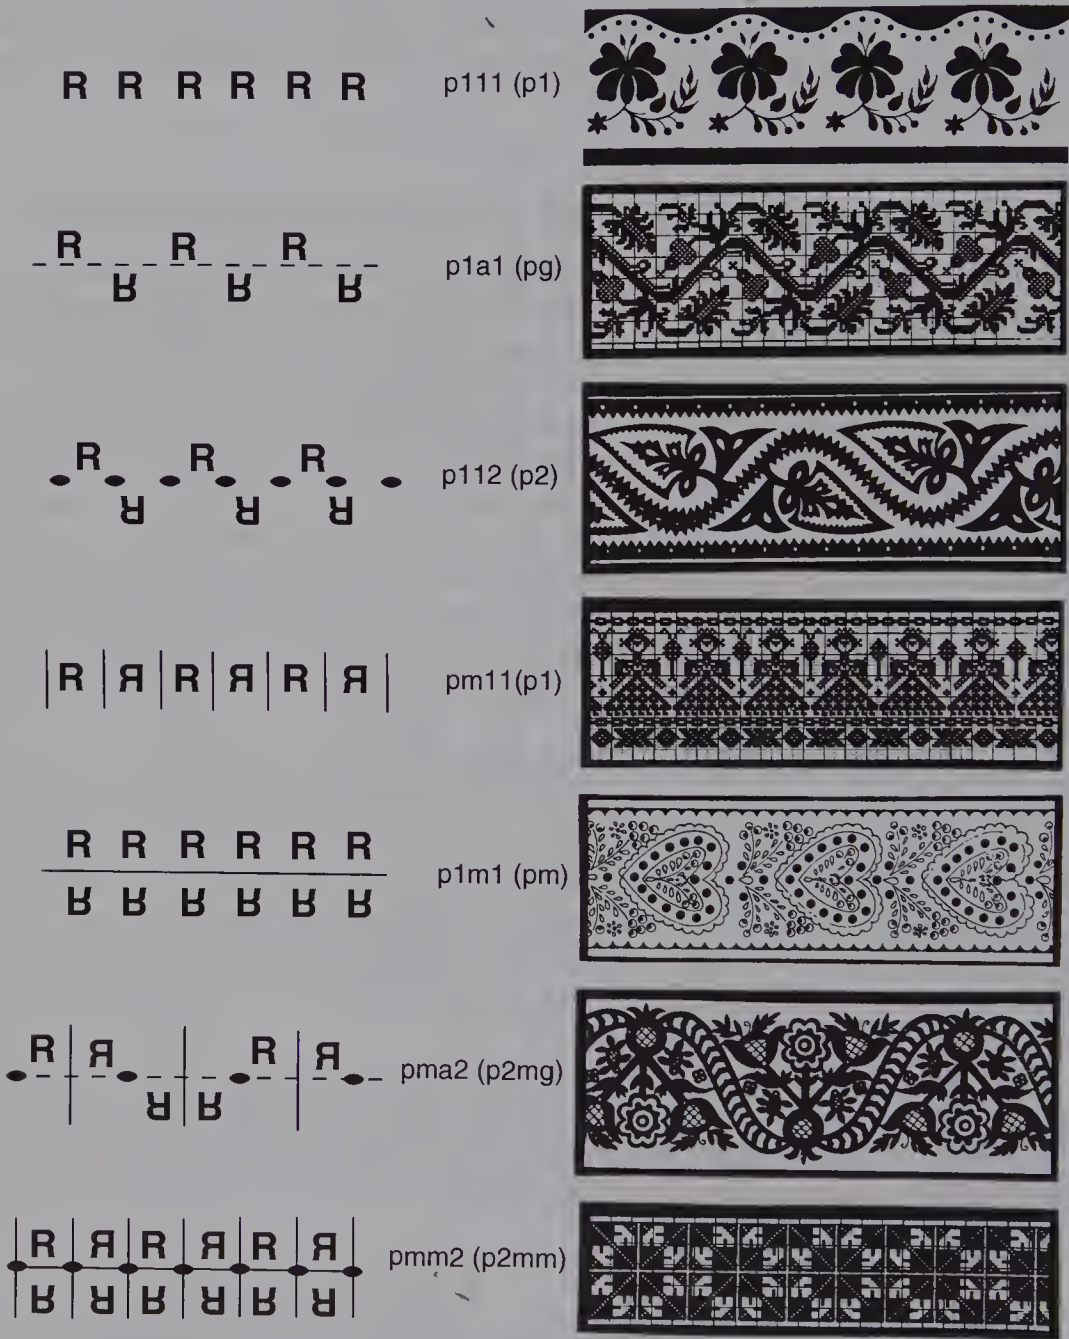 R R R R R R p111 (p1)
R R R
p1a1 (pg)
R R R
R R R
p112 (p2)
R R R
R Я R Я R Я pm11(p1)
R R R R R R
p1m1 (pm)
R R R R R R
R Я R Я
pma2 (p2mg)
Я R
R Я R Я R Я
pmm2 (p2mm)
R Я R Я R Я